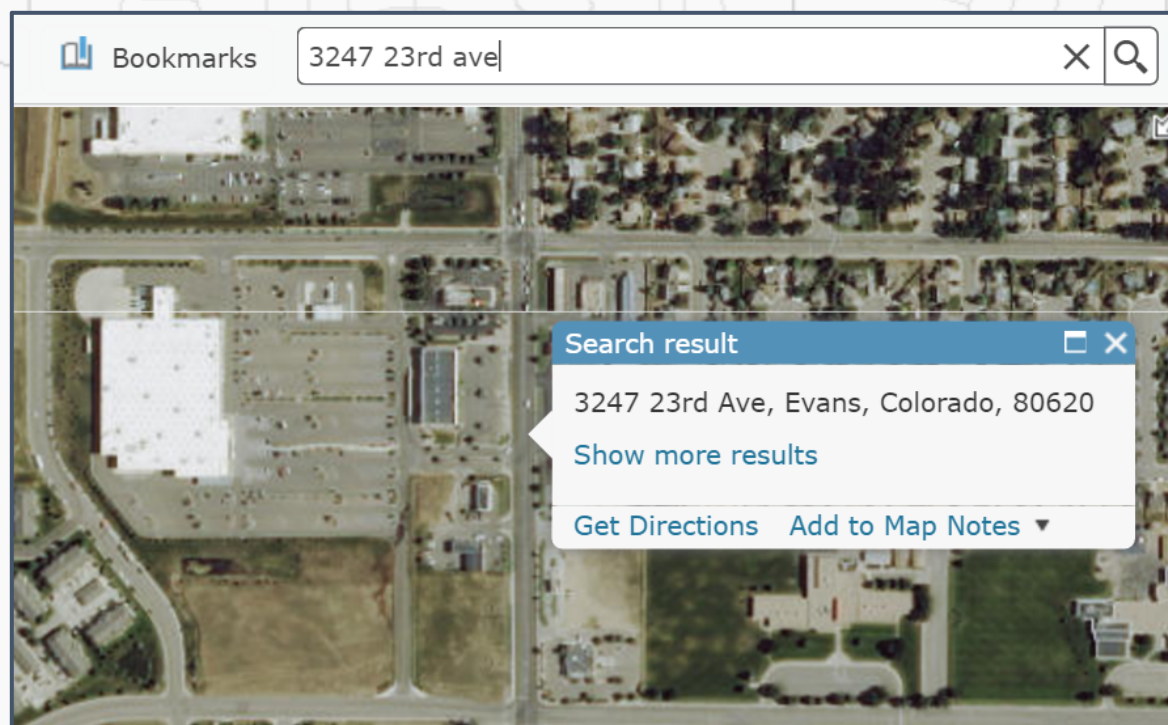 Bookmarks 3247 23rd ave
Search result
3247 23rd Ave, Evans, Colorado, 80620
Show more results
Get Directions Add to Map Notes